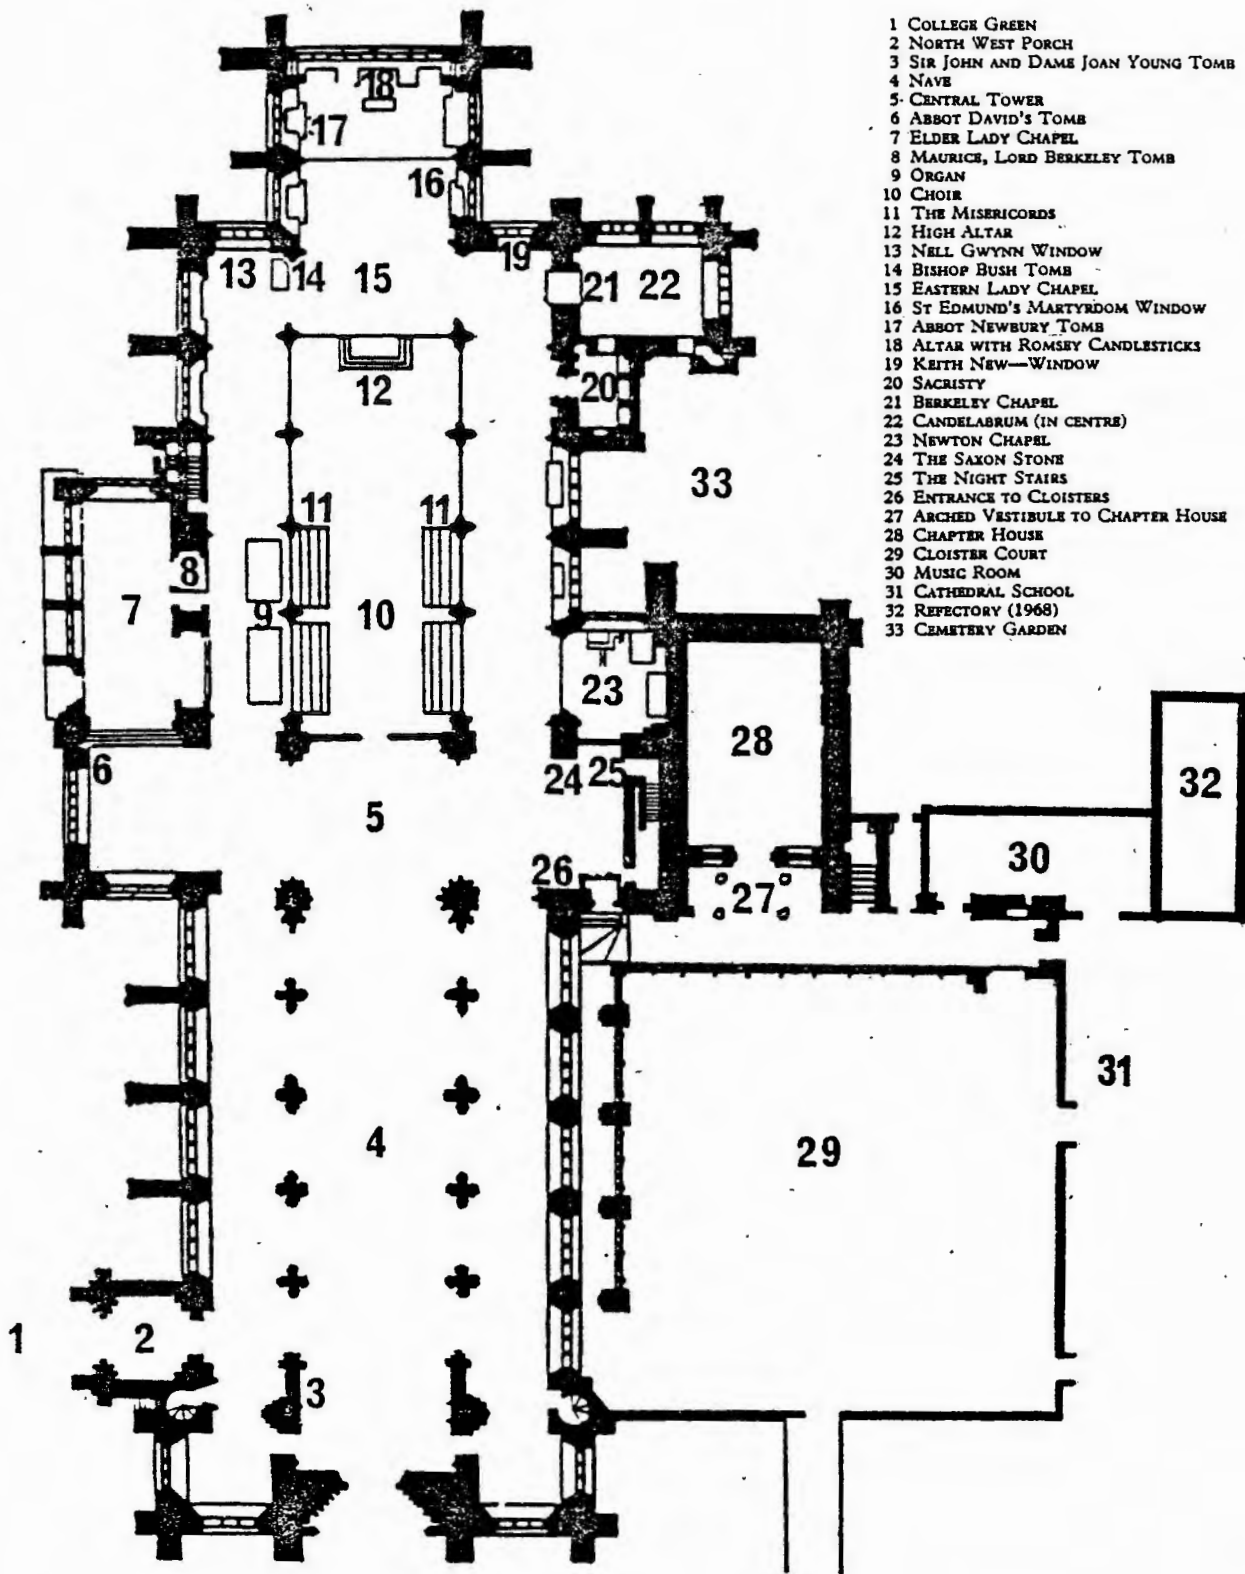 1 COLLEGE GREEN
2 NORTH WEST PORCH
3 SIR JOHN AND DAME JOAN YOUNG TOMB
4 NAVE
5 CENTRAL TOWER
6 ABBOT DAVID'S TOMB
7 ELDER LADY CHAPEL
8 MAURICE, LORD BERKELEY TOMB
9 ORGAN
10 CHOIR
11 THE MISERICORDS
12 HIGH ALTAR
13 NELL GWYNN WINDOW
14 BISHOP BUSH TOMB
15 EASTERN LADY CHAPEL
16 ST EDMUND'S MARTYRDOM WINDOW
17 ABBOT NEWBURY TOMB
18 ALTAR WITH ROMSEY CANDLESTICKS
19 KEITH NEW—WINDOW
20 SACRISTY
21 BERKELEY CHAPEL
22 CANDELABRUM (IN CENTRE)
23 NEWTON CHAPEL
24 THE SAXON STONE
25 THE NIGHT STAIRS
26 ENTRANCE TO CLOISTERS
27 ARCHED VESTIBULE TO CHAPTER HOUSE
28 CHAPTER HOUSE
29 CLOISTER COURT
30 MUSIC ROOM
31 CATHEDRAL SCHOOL
32 REFECTORY (1968)
33 CEMETERY GARDEN
18
17
16
13 14 15 19 21 22
12 20
11 11 33
8
7 9 10
23
28
6 24 25 32
5
30
26 27
31
4 29
1 2
3